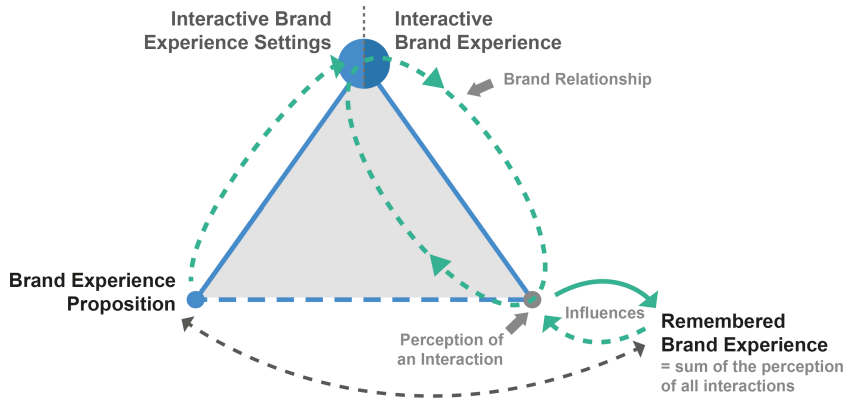 Interactive Brand
Experience Settings
Interactive
Brand Experience
Brand Relationship
Brand Experience
Proposition
Perception of
an Interaction
Influences
Remembered
Brand Experience
= sum of the perception
of all interactions